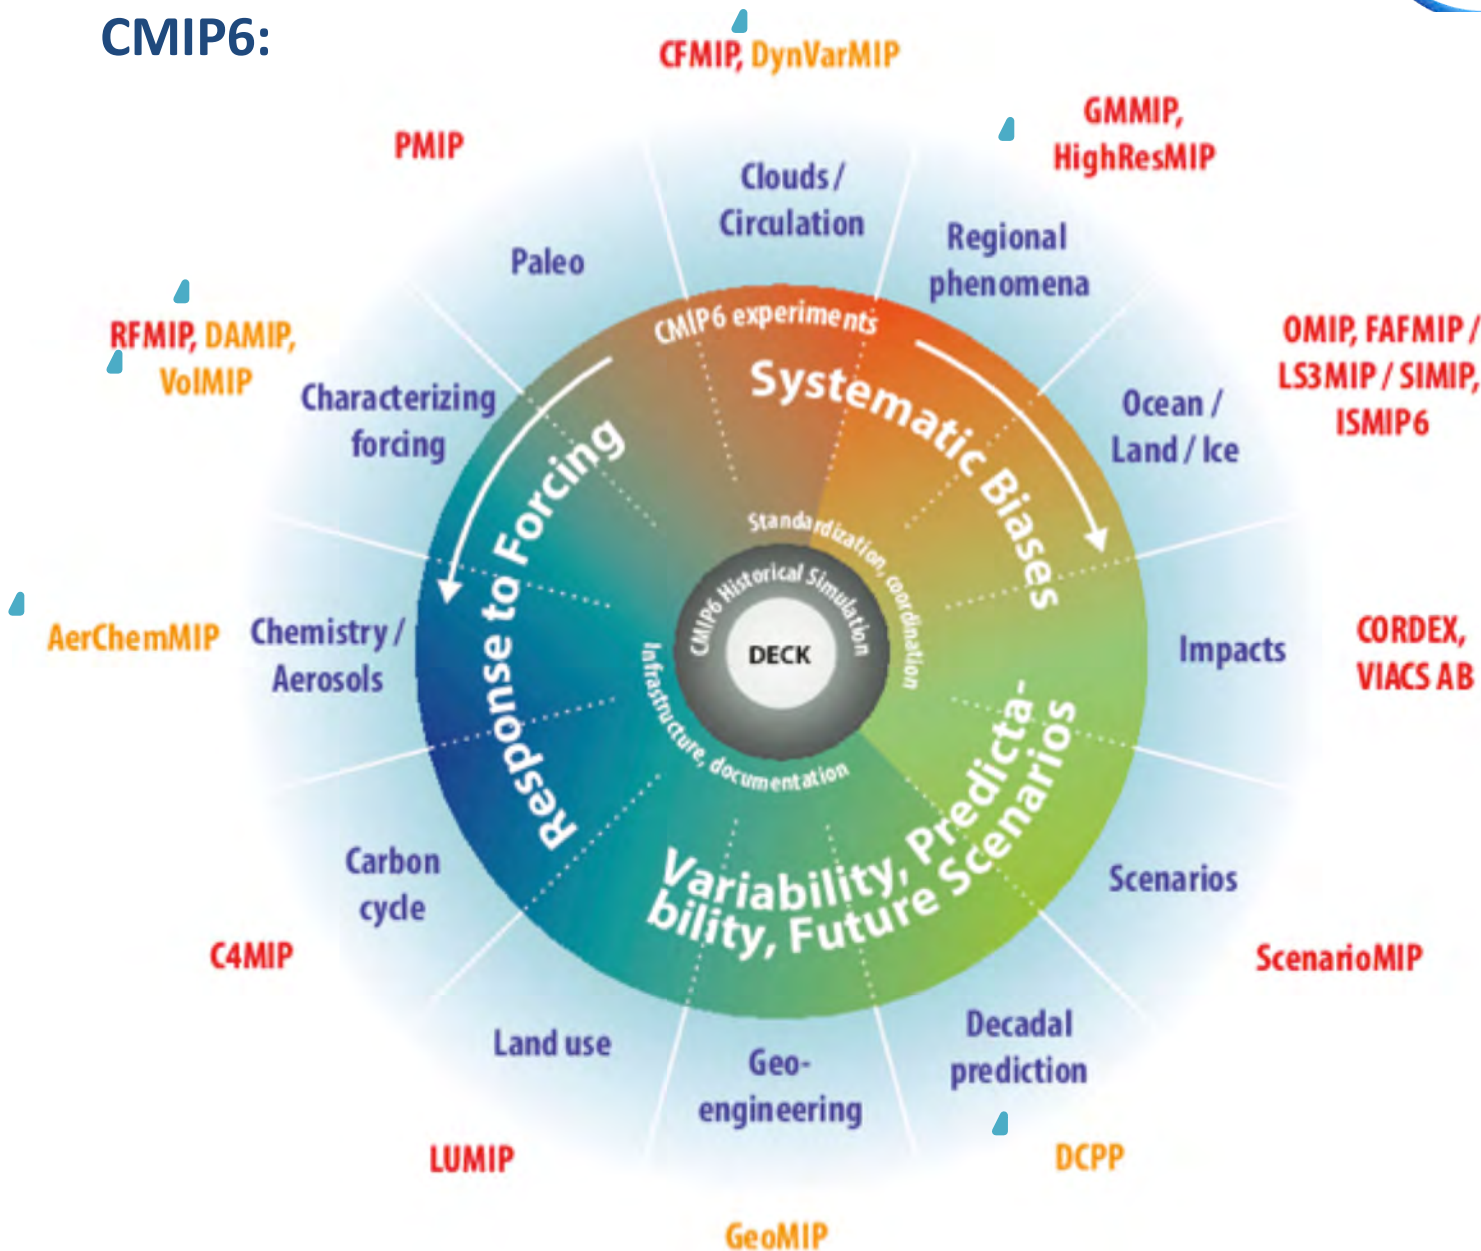 CMIP6:
CFMIP, DynVarMIP
GMMIP,
HighResMIP
PMIP
Clouds /
Circulation
Regional
phenomena
Paleo
RFMIP, DAMIP,
VolMIP
Characterizing
forcing
OMIP, FAFMIP /
LS3MIP / SIMIP,
ISMIP6
Ocean /
Land / Ice
CMIP6 experiments
Systematic Biases
Response to Forcing
Standardization, coordination
CMIP6 Historical Simulation
DECK
Infrastructure, documentation
AerChemMIP
Chemistry /
Aerosols
Impacts
CORDEX,
VIACS AB
Variability, Predicta-
bility, Future Scenarios
Carbon
cycle
Scenarios
C4MIP
ScenarioMIP
Land use
Geo-
engineering
Decadal
prediction
LUMIP
DCPP
GeoMIP